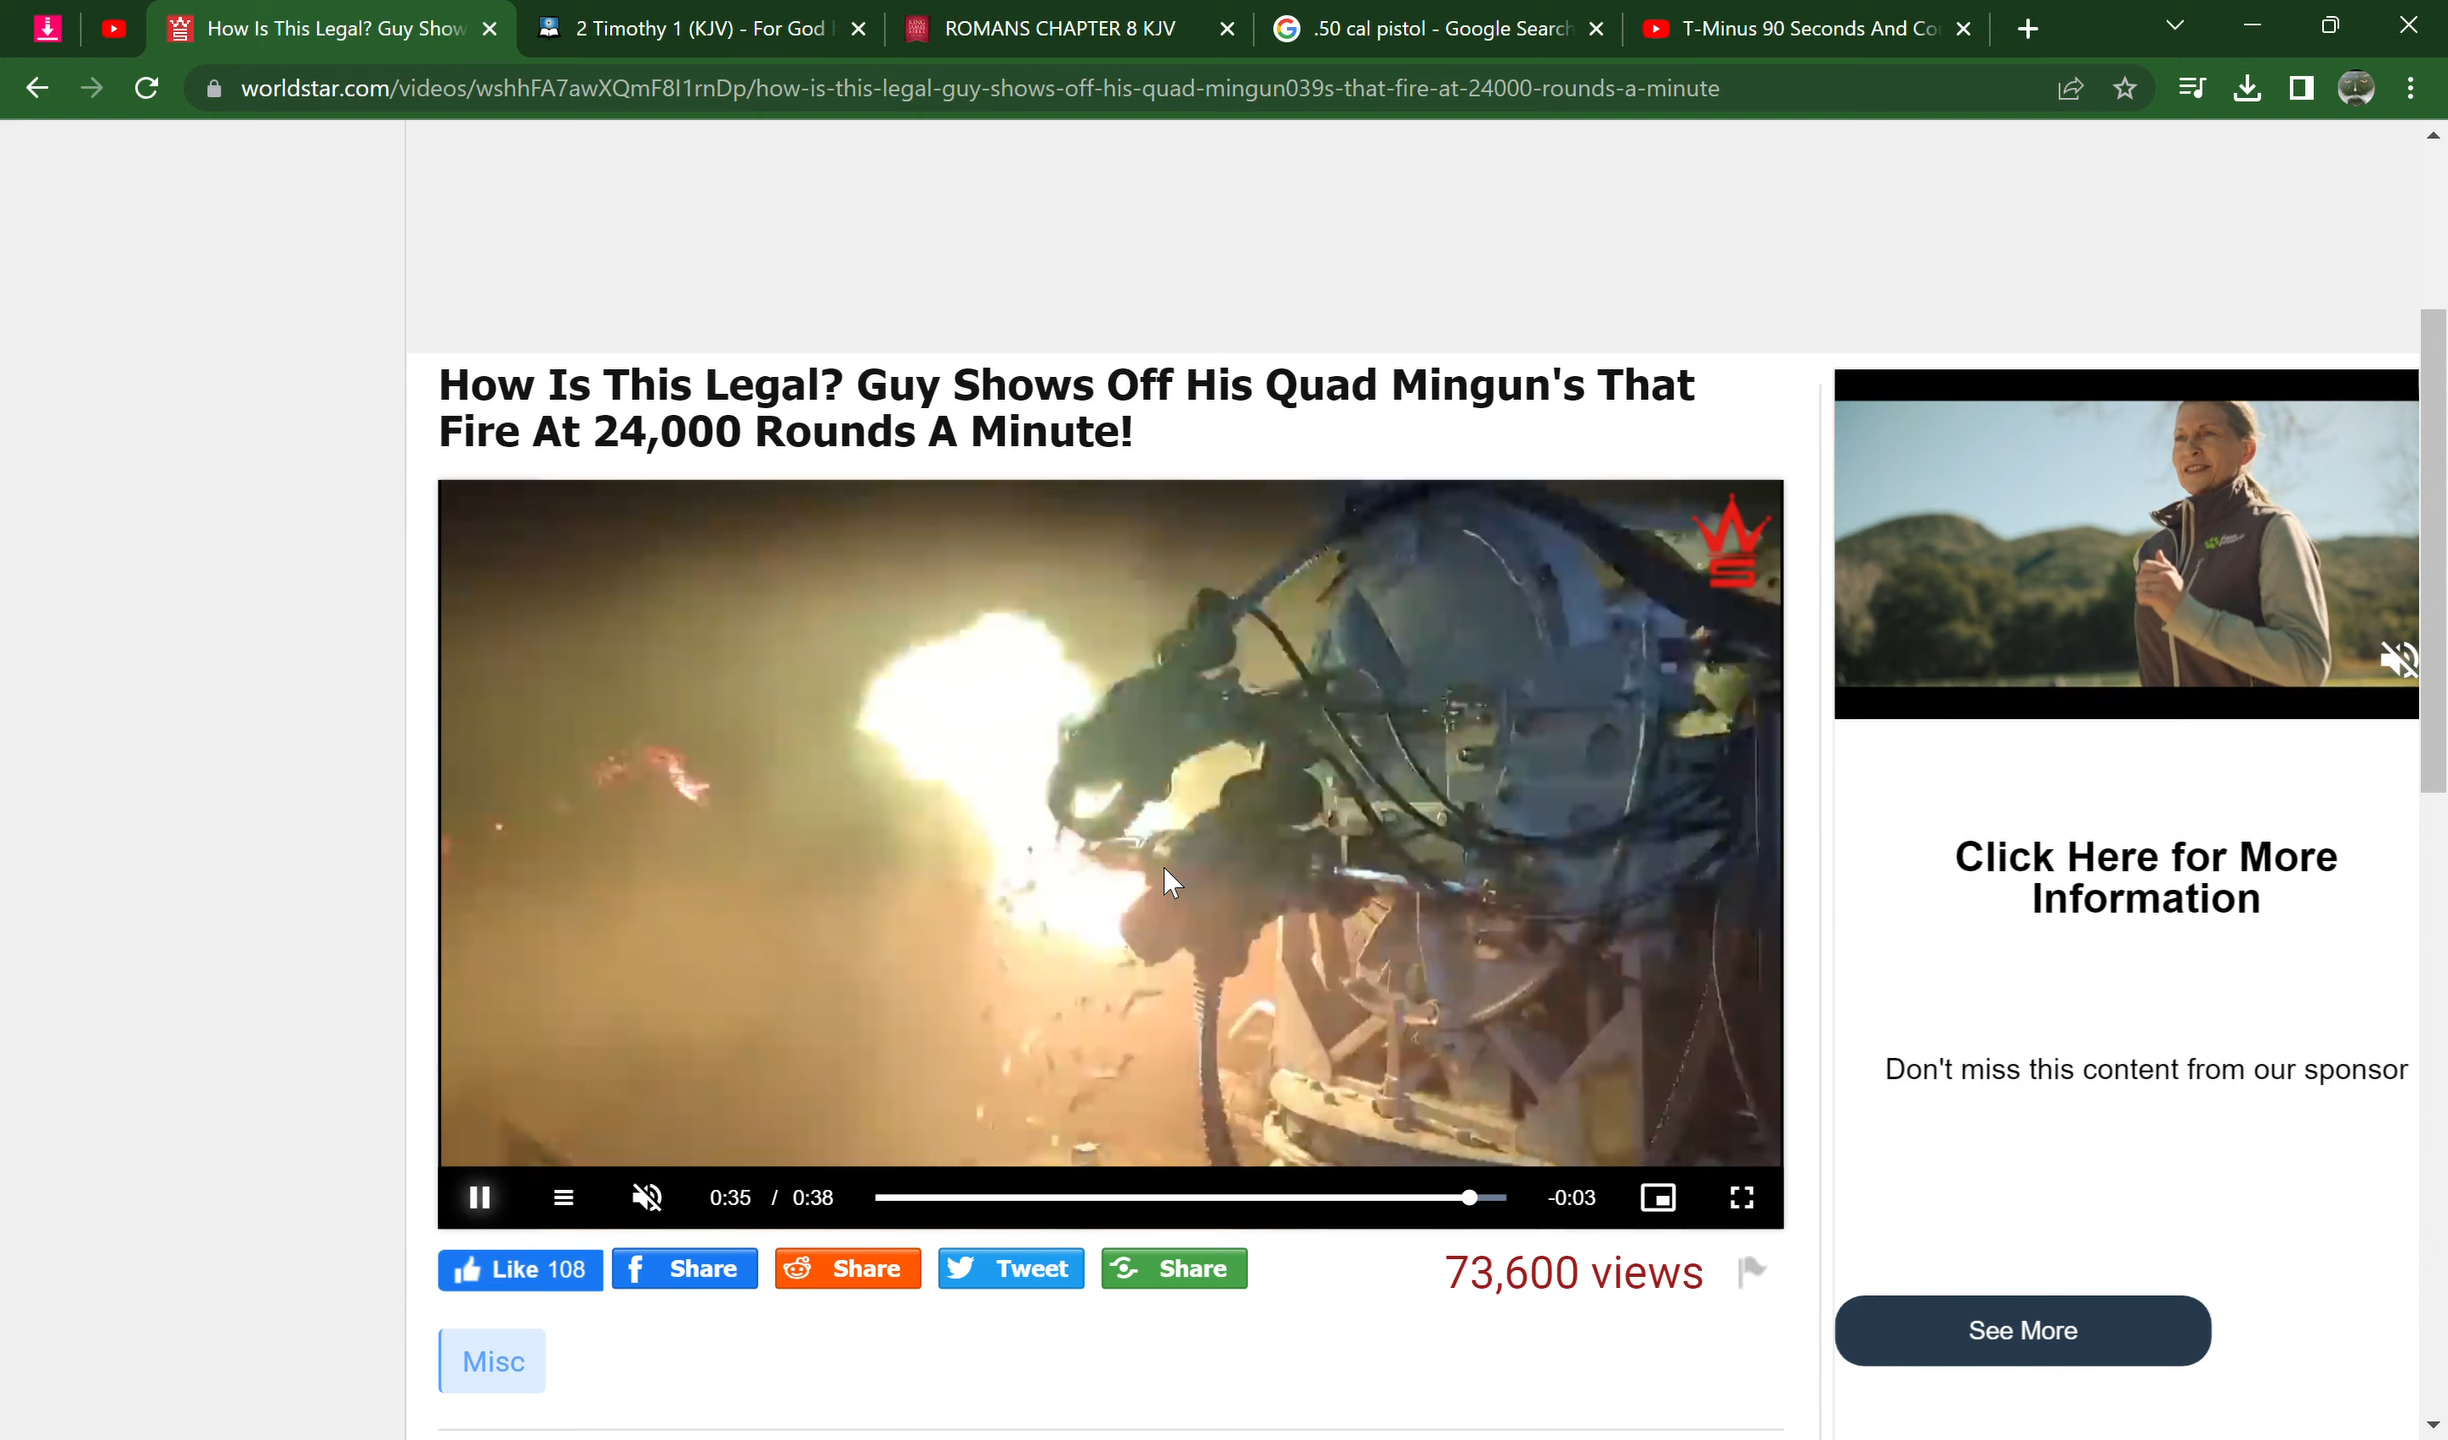 How Is This Legal? Guy Show
2 Timothy 1 (KJV) - For God
ROMANS CHAPTER 8 KJV
.50 cal pistol - Google Search
T-Minus 90 Seconds And Co
worldstar.com/videos/wshhFA7awXQmF8I1rnDp/how-is-this-legal-guy-shows-off-his-quad-mingun039s-that-fire-at-24000-rounds-a-minute
How Is This Legal? Guy Shows Off His Quad Mingun's That
Fire At 24,000 Rounds A Minute!
0:35 / 0:38
-0:03
Like 108
Share
Share
Tweet
Share
73,600 views
Misc
Click Here for More
Information
Don't miss this content from our sponsor
See More